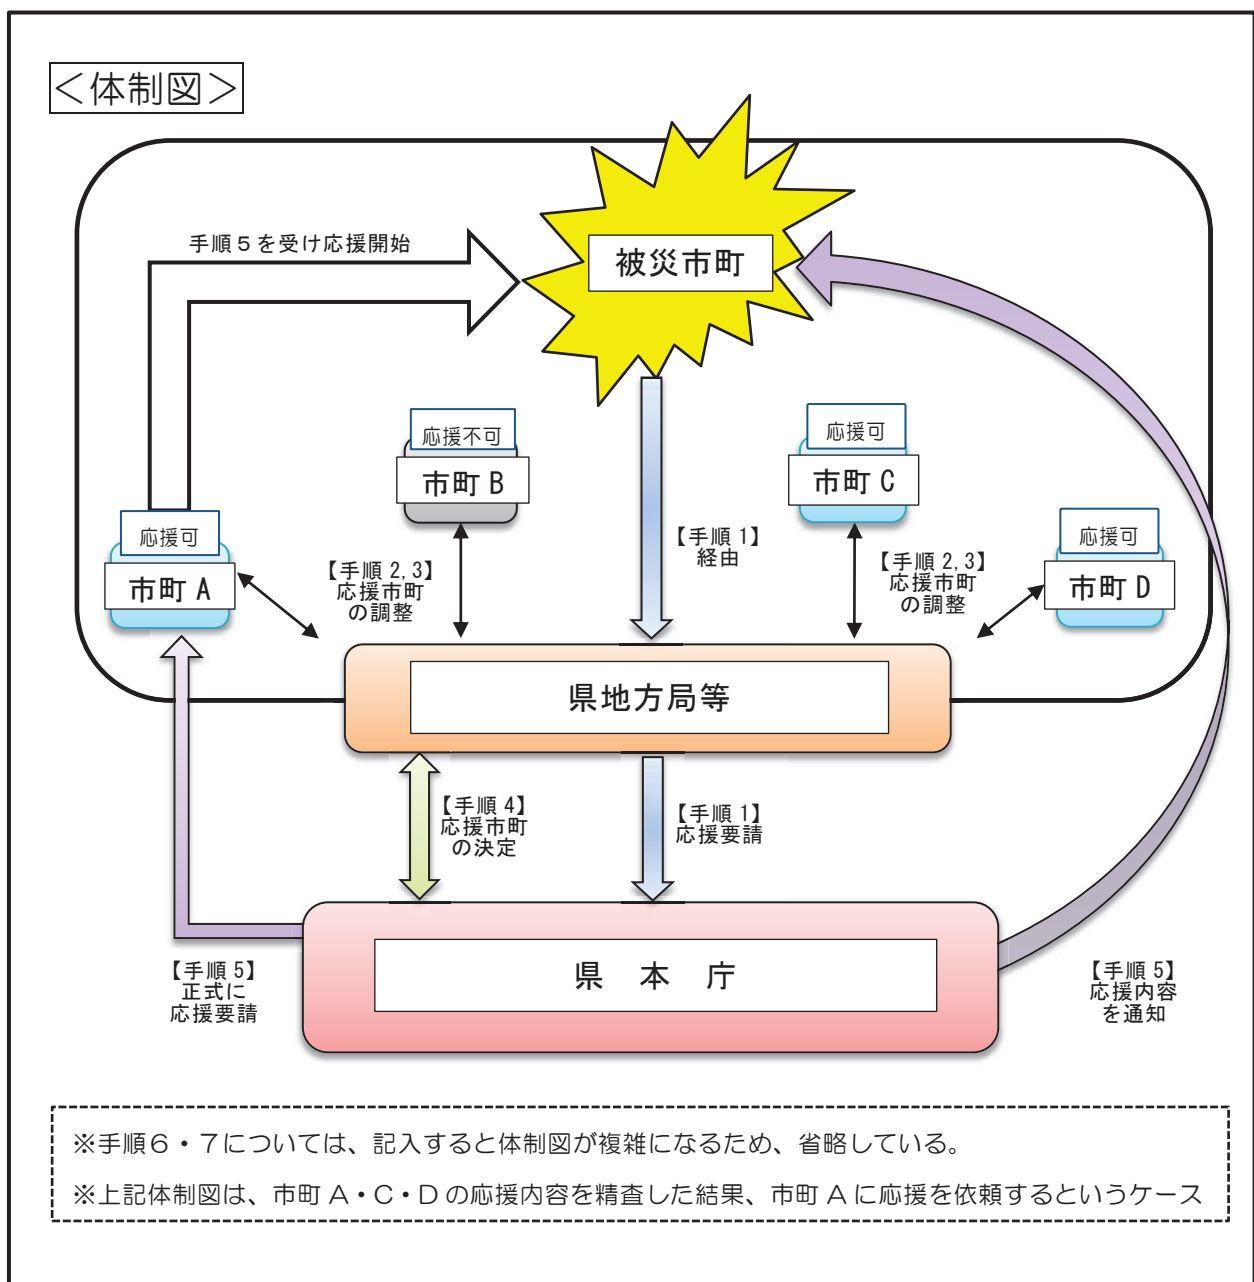 ＜体制図＞
手順５を受け応援開始
被災市町
応援不可
市町 B
応援可
市町 C
応援可
市町 A
応援可
市町 D
【手順 1】
経由
【手順 2,3】
応援市町
の調整
【手順 2,3】
応援市町
の調整
県地方局等
【手順 4】
応援市町
の決定
【手順 1】
応援要請
県　本　庁
【手順 5】
正式に
応援要請
【手順 5】
応援内容
を通知
※手順６・７については、記入すると体制図が複雑になるため、省略している。
※上記体制図は、市町 A・C・D の応援内容を精査した結果、市町 A に応援を依頼するというケース